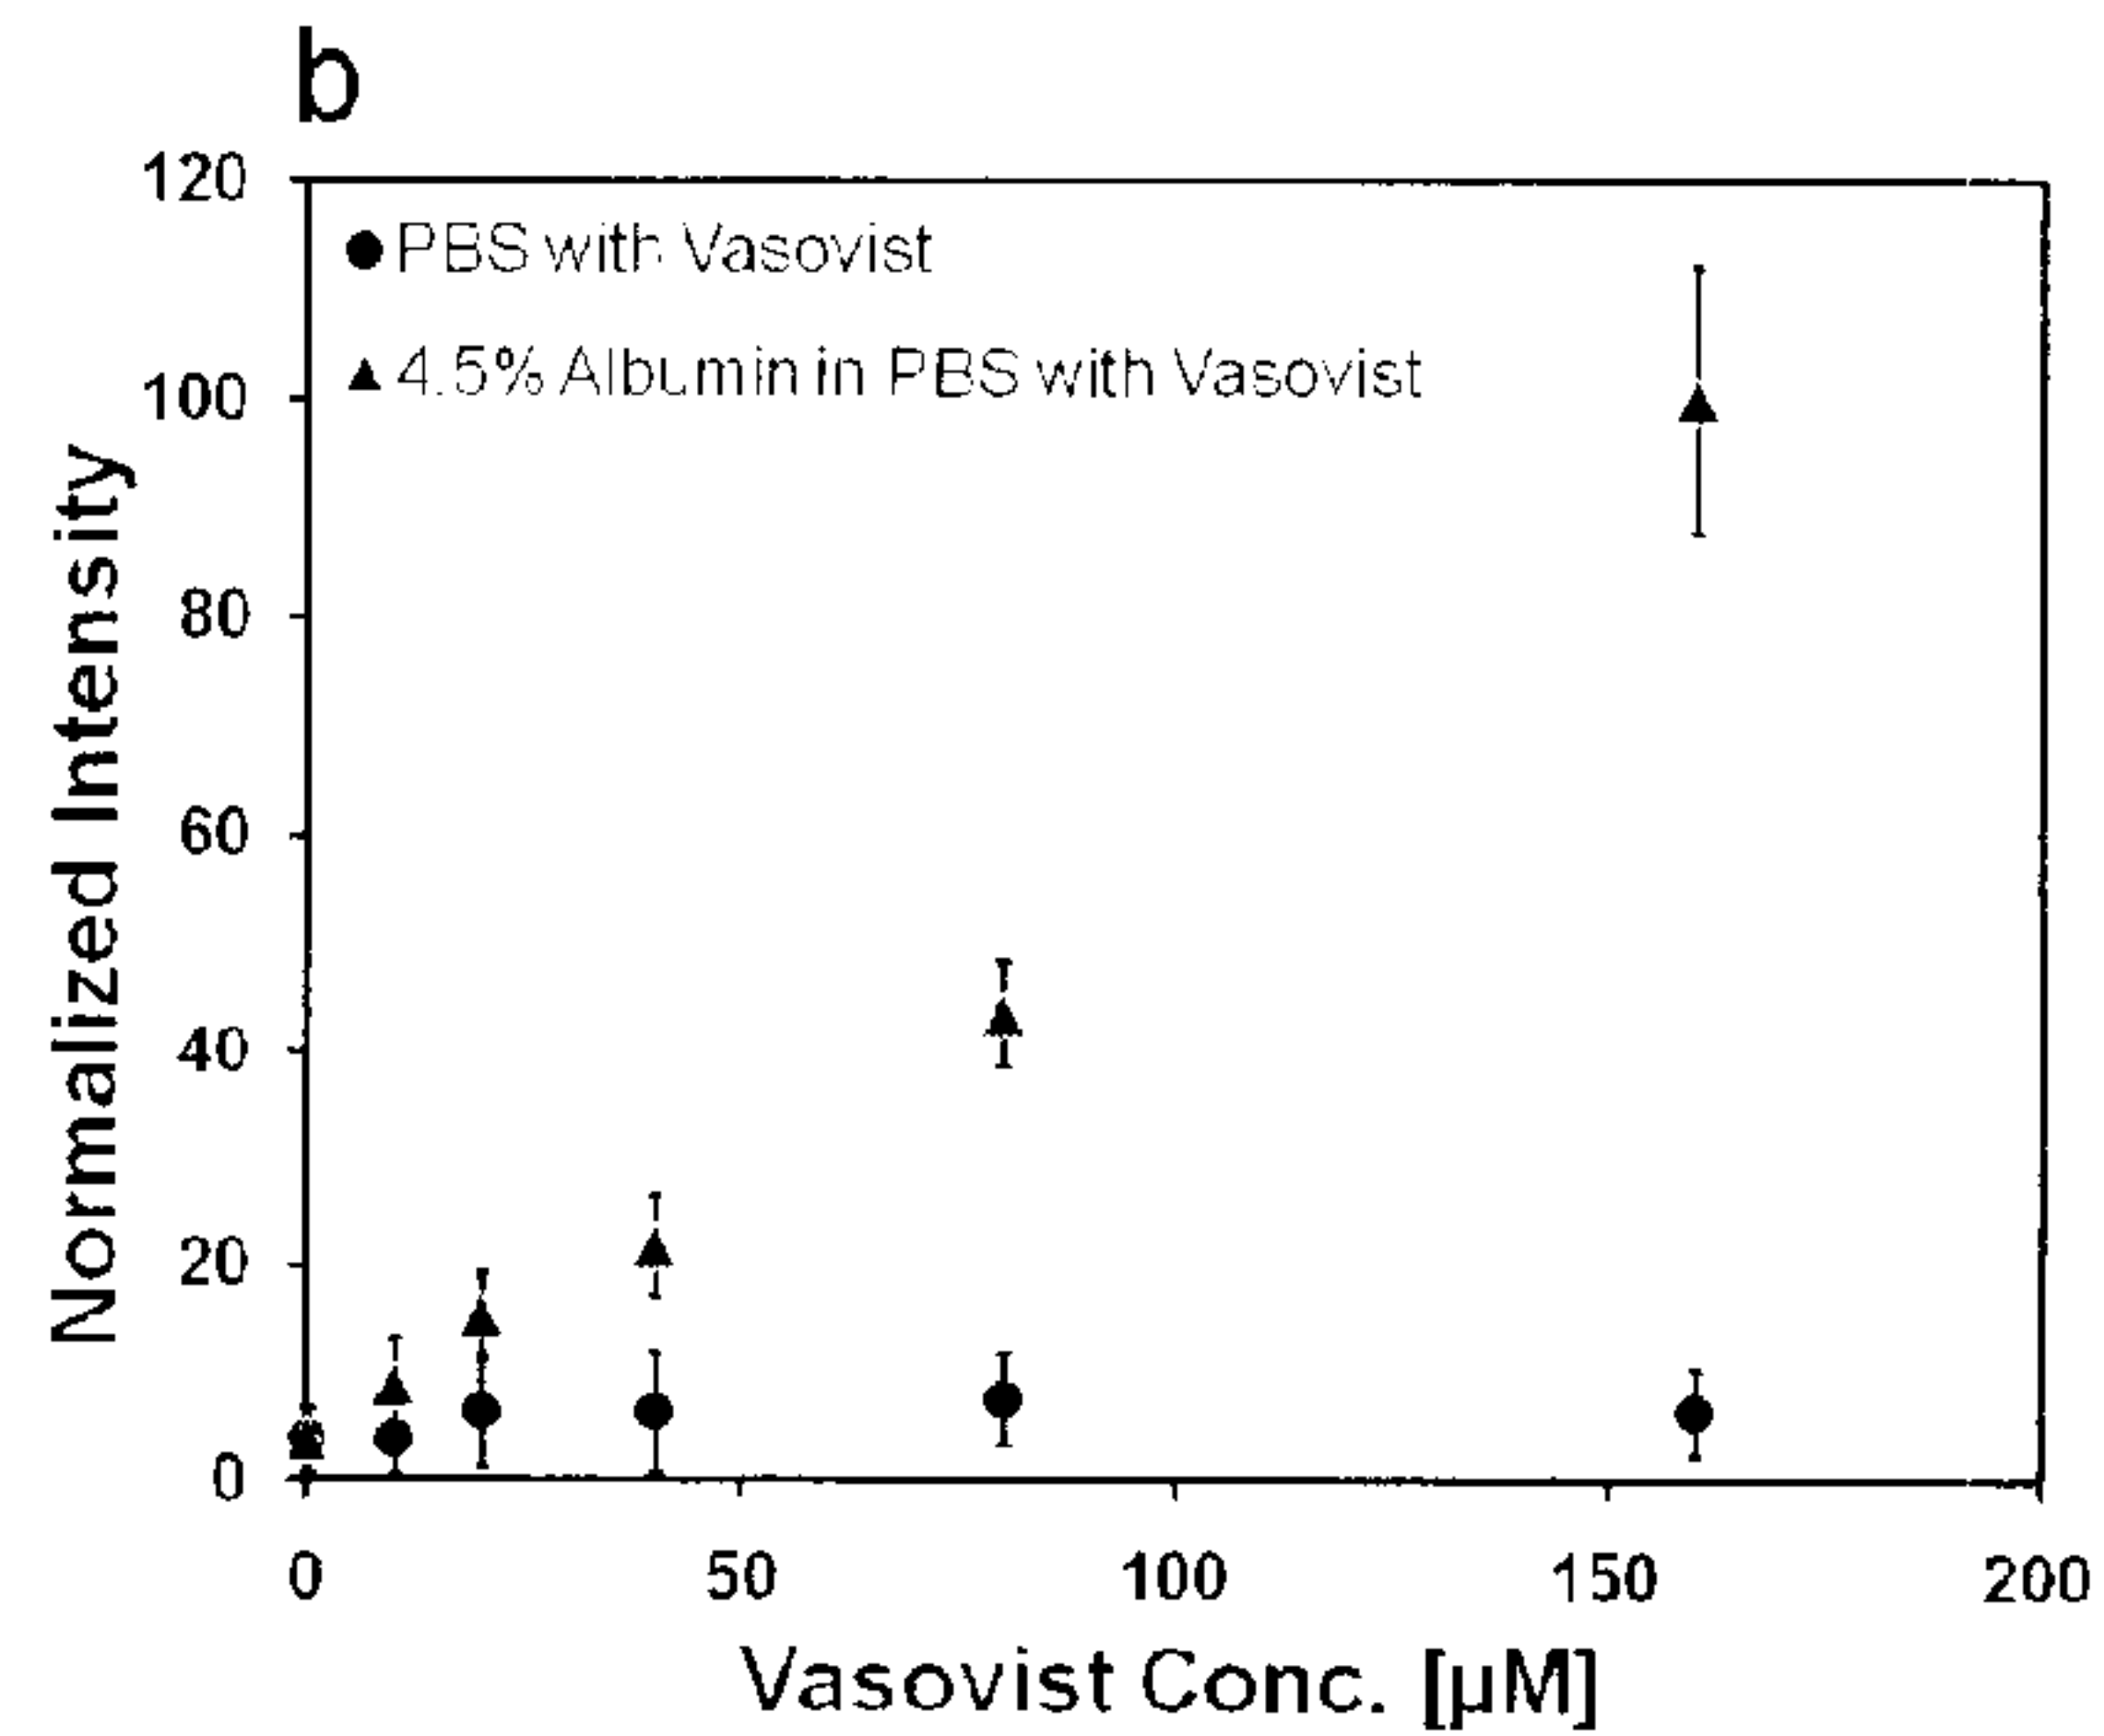 b
120
PBS with Vasovist
4.5% Albumin in PBS with Vasovist
100
80
60
40
20
0
Normalized Intensity
0 50 100 150 200
Vasovist Conc. [µM]